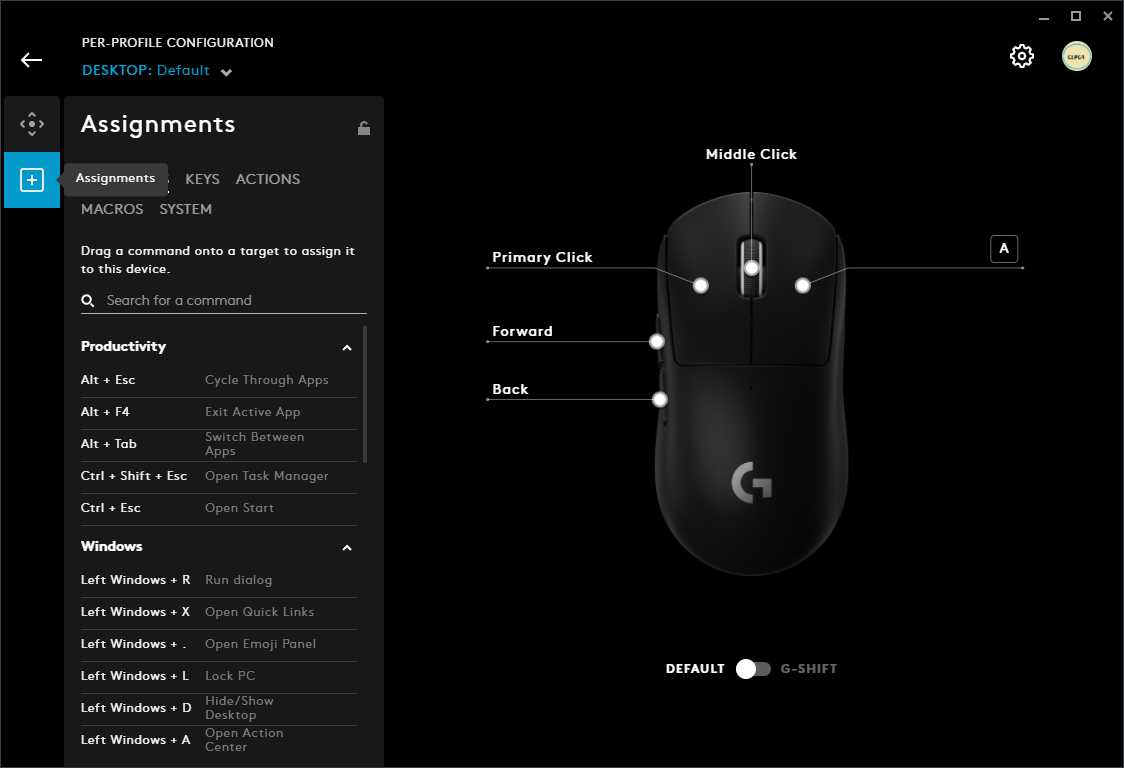 PER-PROFILE CONFIGURATION
DESKTOP: Default
Assignments
Assignments
KEYS
ACTIONS
MACROS
SYSTEM
Drag a command onto a target to assign it
to this device.
Search for a command
Productivity
Alt + Esc
Cycle Through Apps
Alt + F4
Exit Active App
Alt + Tab
Switch Between
Apps
Ctrl + Shift + Esc
Open Task Manager
Ctrl + Esc
Open Start
Windows
Left Windows + R
Run dialog
Left Windows + X
Open Quick Links
Left Windows + .
Open Emoji Panel
Left Windows + L
Lock PC
Left Windows + D
Hide/Show
Desktop
Left Windows + A
Open Action
Center
Middle Click
Primary Click
A
Forward
Back
DEFAULT
G-SHIFT